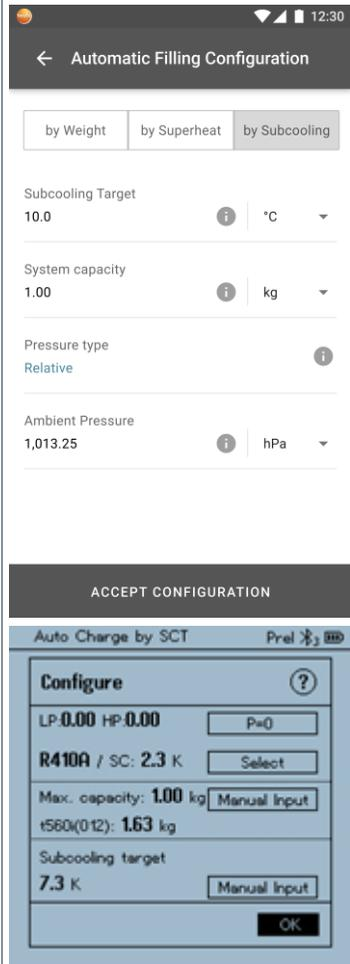 12:30
Automatic Filling Configuration
by Weight by Superheat by Subcooling
Subcooling Target
10.0 °C
System capacity
1.00 kg
Pressure type
Relative
Ambient Pressure
1,013.25 hPa
ACCEPT CONFIGURATION
Auto Charge by SCT Prel 3
Configure ?
LP:0.00 HP:0.00 P=0
R410A / SC: 2.3 K Select
Max. capacity: 1.00 kg Manual Input
t560i(012): 1.63 kg
Subcooling target
7.3 K Manual Input
OK